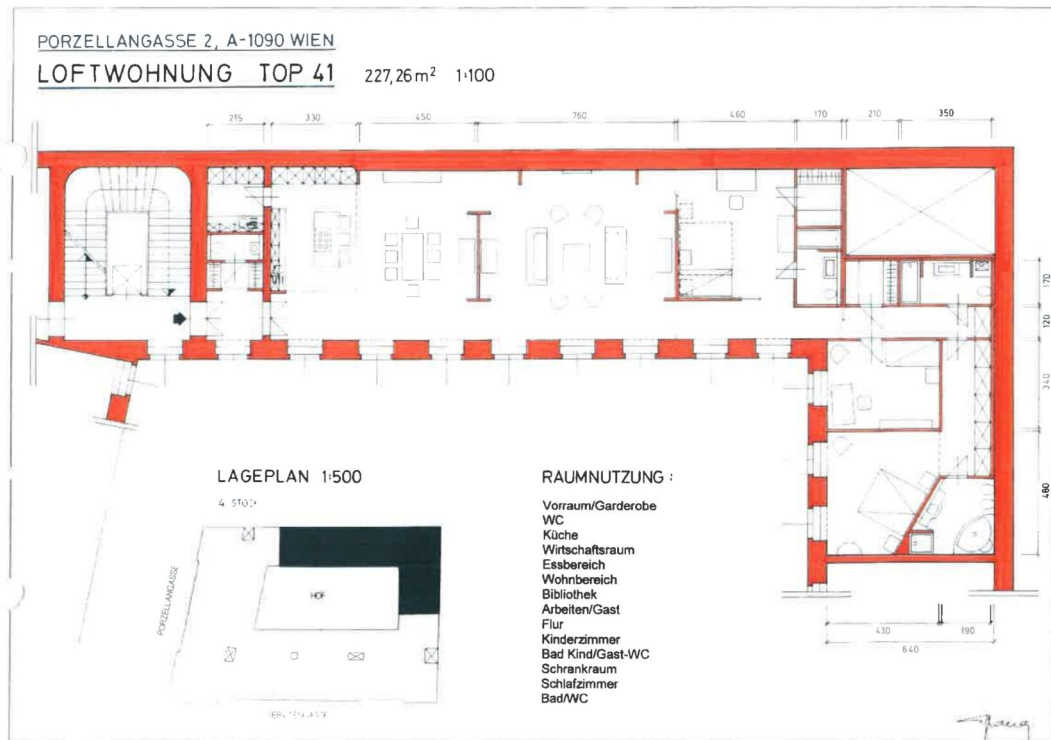 PORZELLANGASSE 2, A-1090 WIEN
LOFTWOHNUNG TOP 41 227,26 m² 1:100
215 330 450 760 460 170 210 350
170
120
340
480
430 190
640
LAGEPLAN 1:500
4. STOCK
PORZELLANGASSE
HOF
RAUMNUTZUNG :
Vorraum/Garderobe
WC
Küche
Wirtschaftsraum
Essbereich
Wohnbereich
Bibliothek
Arbeiten/Gast
Flur
Kinderzimmer
Bad Kind/Gast-WC
Schrankraum
Schlafzimmer
Bad/WC